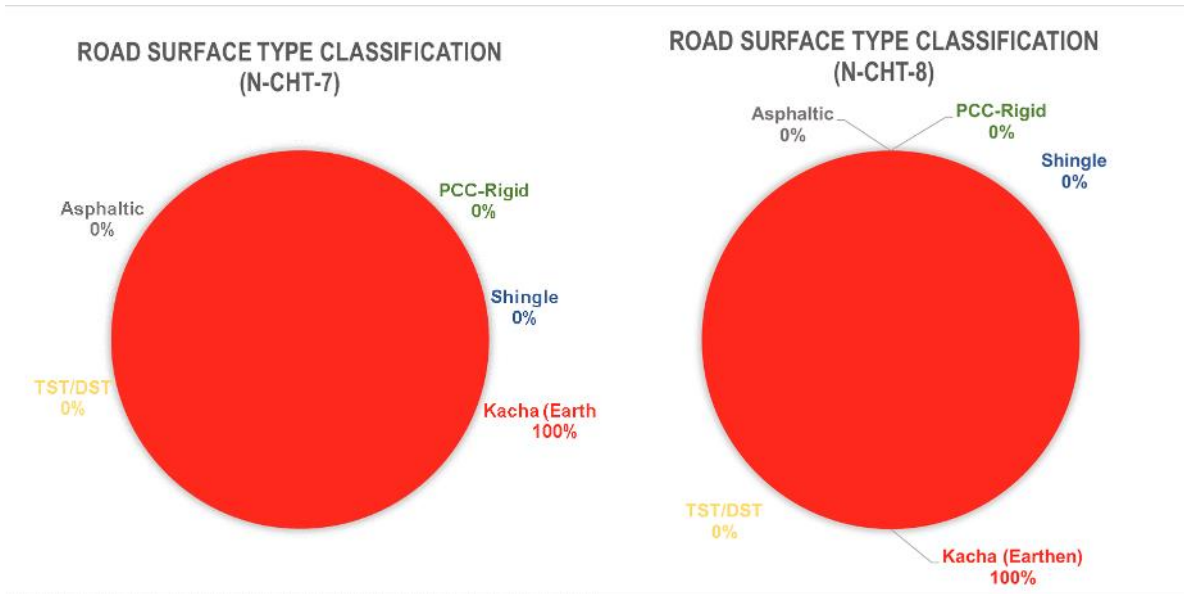 ROAD SURFACE TYPE CLASSIFICATION
(N-CHT-7)
Asphaltic
0%
PCC-Rigid
0%
Shingle
0%
TST/DST
0%
Kacha (Earth
100%
ROAD SURFACE TYPE CLASSIFICATION
(N-CHT-8)
Asphaltic
0%
PCC-Rigid
0%
Shingle
0%
TST/DST
0%
Kacha (Earthen)
100%